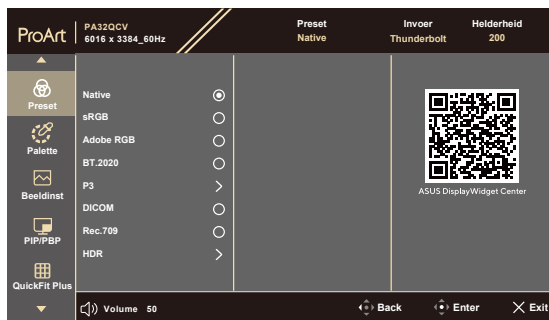 ProArt
PA32QCV
6016 x 3384_60Hz
Preset
Native
Invoer
Thunderbolt
Helderheid
200
Preset
Palette
Beeldinst
PIP/PBP
QuickFit Plus
Native
sRGB
Adobe RGB
BT.2020
P3
DICOM
Rec.709
HDR
ASUS DisplayWidget Center
Volume 50
Back
Enter
Exit